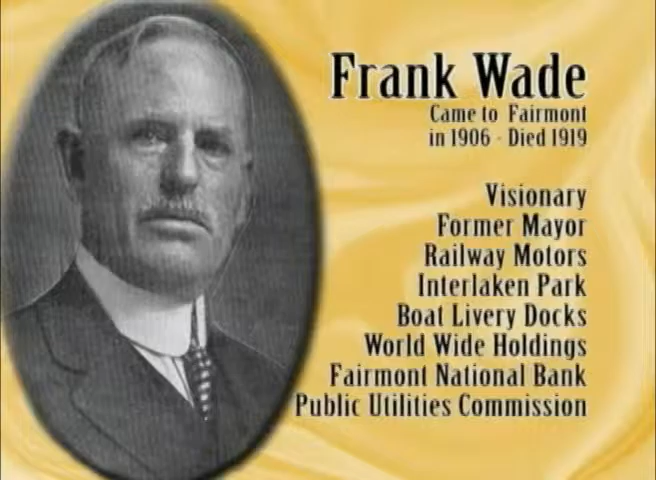 Frank Wade
Came to Fairmont
in 1906 - Died 1919
Visionary
Former Mayor
Railway Motors
Interlaken Park
Boat Livery Docks
World Wide Holdings
Fairmont National Bank
Public Utilities Commission